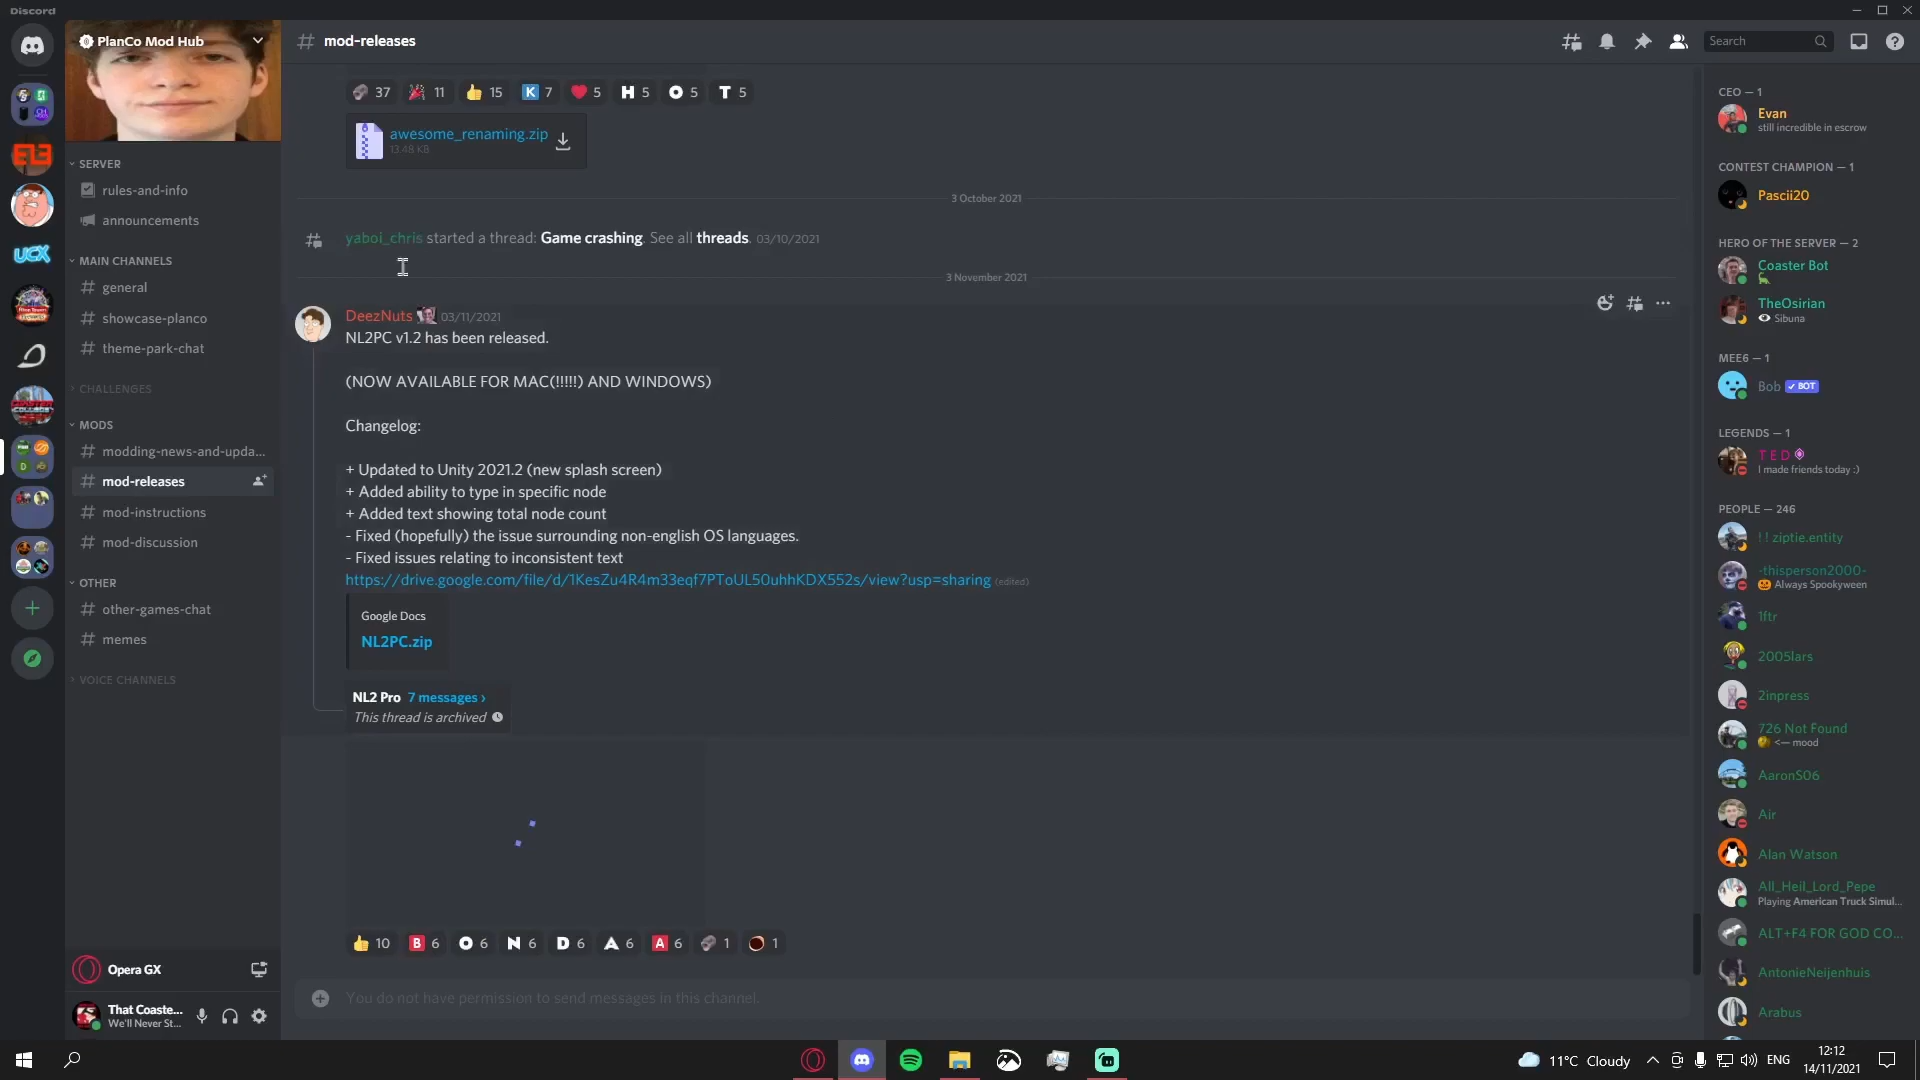 Discord
PlanCo Mod Hub
SERVER
rules-and-info
announcements
MAIN CHANNELS
general
showcase-planco
theme-park-chat
CHALLENGES
MODS
modding-news-and-upda...
mod-releases
mod-instructions
mod-discussion
OTHER
other-games-chat
memes
VOICE CHANNELS
Opera GX
That Coaste...
We'll Never St...
# mod-releases
Search
37 11 15 K 7 5 H 5 O 5 T 5
awesome_renaming.zip
13.48 KB
3 October 2021
yaboi_chris started a thread: Game crashing. See all threads. 03/10/2021
3 November 2021
DeezNuts 03/11/2021
NL2PC v1.2 has been released.
(NOW AVAILABLE FOR MAC(!!!!!) AND WINDOWS)
Changelog:
+ Updated to Unity 2021.2 (new splash screen)
+ Added ability to type in specific node
+ Added text showing total node count
- Fixed (hopefully) the issue surrounding non-english OS languages.
- Fixed issues relating to inconsistent text
https://drive.google.com/file/d/1KesZu4R4m33eqf7PToUL50uhhKDX552s/view?usp=sharing (edited)
Google Docs
NL2PC.zip
NL2 Pro 7 messages ›
This thread is archived
10 B 6 O 6 N 6 D 6 A 6 A 6 1 1
You do not have permission to send messages in this channel.
CEO — 1
Evan
still incredible in escrow
CONTEST CHAMPION — 1
Pascii20
HERO OF THE SERVER — 2
Coaster Bot
TheOsirian
Sibuna
MEE6 — 1
Bob BOT
LEGENDS — 1
T E D
I made friends today :)
PEOPLE — 246
! ! ziptie.entity
-thisperson2000-
Always Spookyween
1ftr
2005lars
2inpress
726 Not Found
<— mood
AaronS06
Air
Alan Watson
All_Heil_Lord_Pepe
Playing American Truck Simul...
ALT+F4 FOR GOD CO...
AntonieNeijenhuis
Arabus
11°C Cloudy
ENG
12:12
14/11/2021